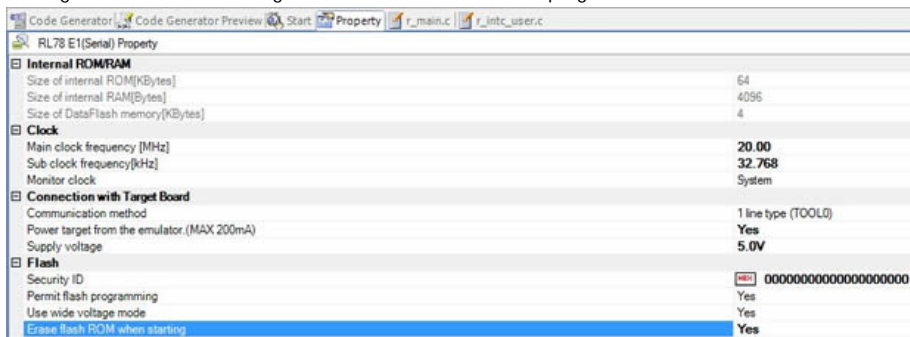 Code Generator Code Generator Preview Start Property r_main.c r_intc_user.c
RL78 E1(Serial) Property
Internal ROM/RAM
Size of internal ROM[KBytes] 64
Size of internal RAM[Bytes] 4096
Size of DataFlash memory[KBytes] 4
Clock
Main clock frequency [MHz] 20.00
Sub clock frequency[kHz] 32.768
Monitor clock System
Connection with Target Board
Communication method 1 line type (TOOL0)
Power target from the emulator.(MAX 200mA) Yes
Supply voltage 5.0V
Flash
Security ID HEX 00000000000000000000
Permit flash programming Yes
Use wide voltage mode Yes
Erase flash ROM when starting Yes